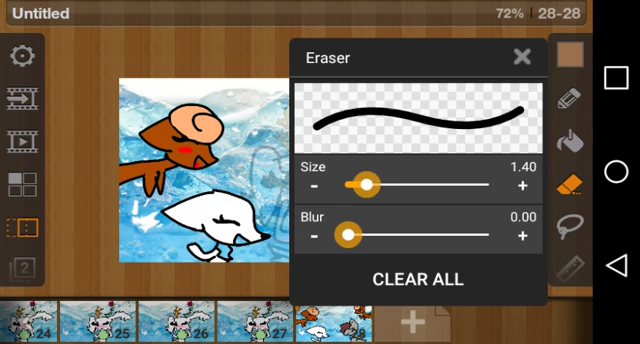 Untitled
72% | 28-28
Eraser
Size 1.40
- +
Blur 0.00
- +
CLEAR ALL
2
24 25 26 27 28
+